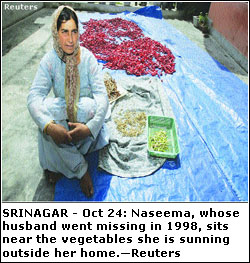 Reuters
SRINAGAR - Oct 24: Naseema, whose
husband went missing in 1998, sits
near the vegetables she is sunning
outside her home.—Reuters